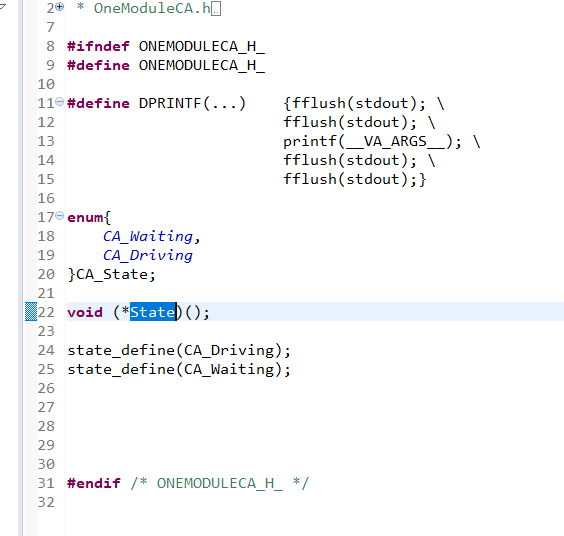 2 * OneModuleCA.h
7
8 #ifndef ONEMODULECA_H_
9 #define ONEMODULECA_H_
10
11 #define DPRINTF(...)    {fflush(stdout); \
12                         fflush(stdout); \
13                         printf(__VA_ARGS__); \
14                         fflush(stdout); \
15                         fflush(stdout);}
16
17 enum{
18     CA_Waiting,
19     CA_Driving
20 }CA_State;
21
22 void (*State)();
23
24 state_define(CA_Driving);
25 state_define(CA_Waiting);
26
27
28
29
30
31 #endif /* ONEMODULECA_H_ */
32